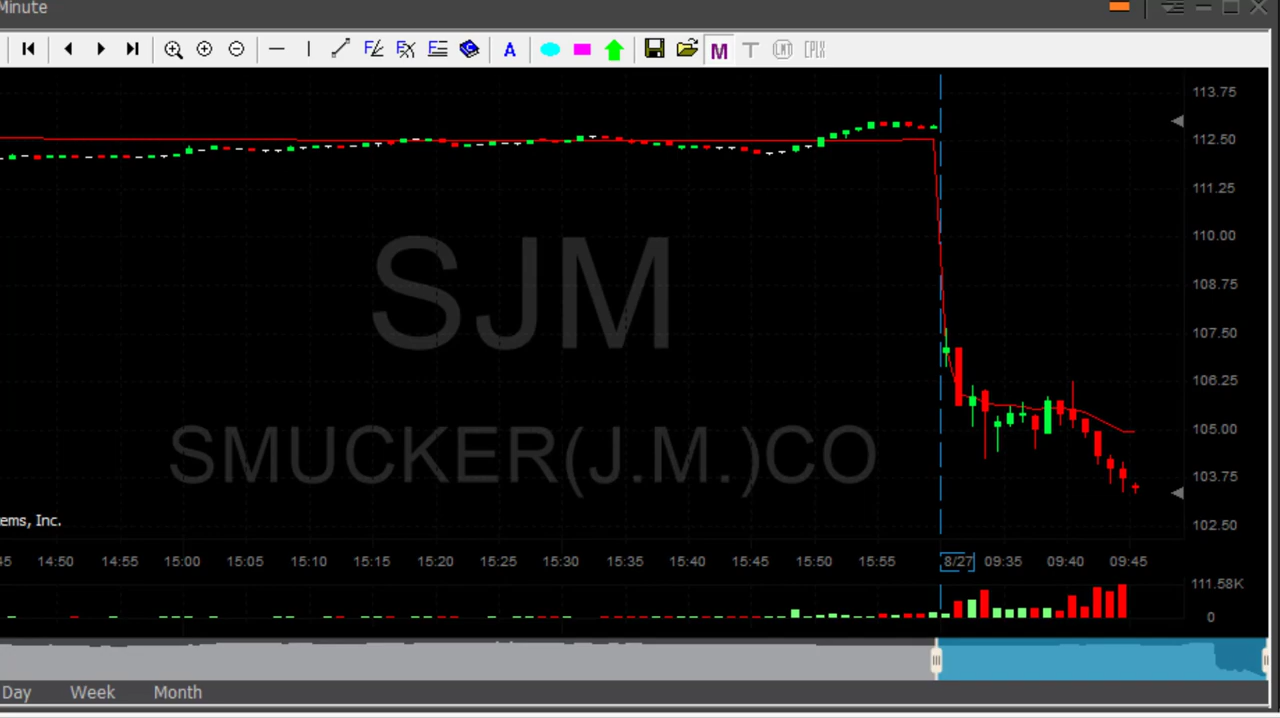 Minute
A
M T LMT CPLX
113.75
112.50
111.25
110.00
108.75
107.50
106.25
105.00
103.75
102.50
SJM
SMUCKER(J.M.)CO
ems, Inc.
45 14:50 14:55 15:00 15:05 15:10 15:15 15:20 15:25 15:30 15:35 15:40 15:45 15:50 15:55 8/27 09:35 09:40 09:45
111.58K
0
Day Week Month